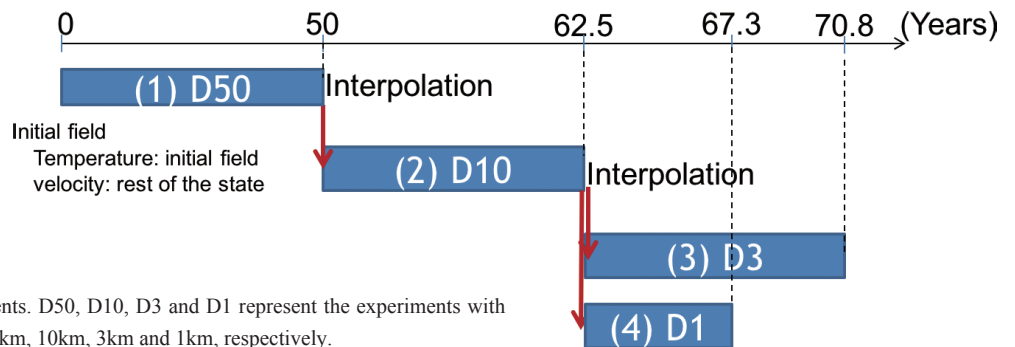 0 50 62.5 67.3 70.8 (Years)
(1) D50 Interpolation
Initial field
Temperature: initial field
velocity: rest of the state
(2) D10 Interpolation
(3) D3
(4) D1
D50, D10, D3 and D1 represent the experiments with
10km, 3km and 1km, respectively.